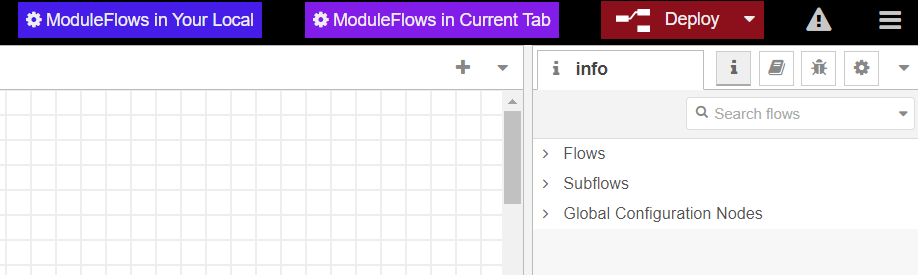 ModuleFlows in Your Local
ModuleFlows in Current Tab
Deploy
info
Search flows
Flows
Subflows
Global Configuration Nodes